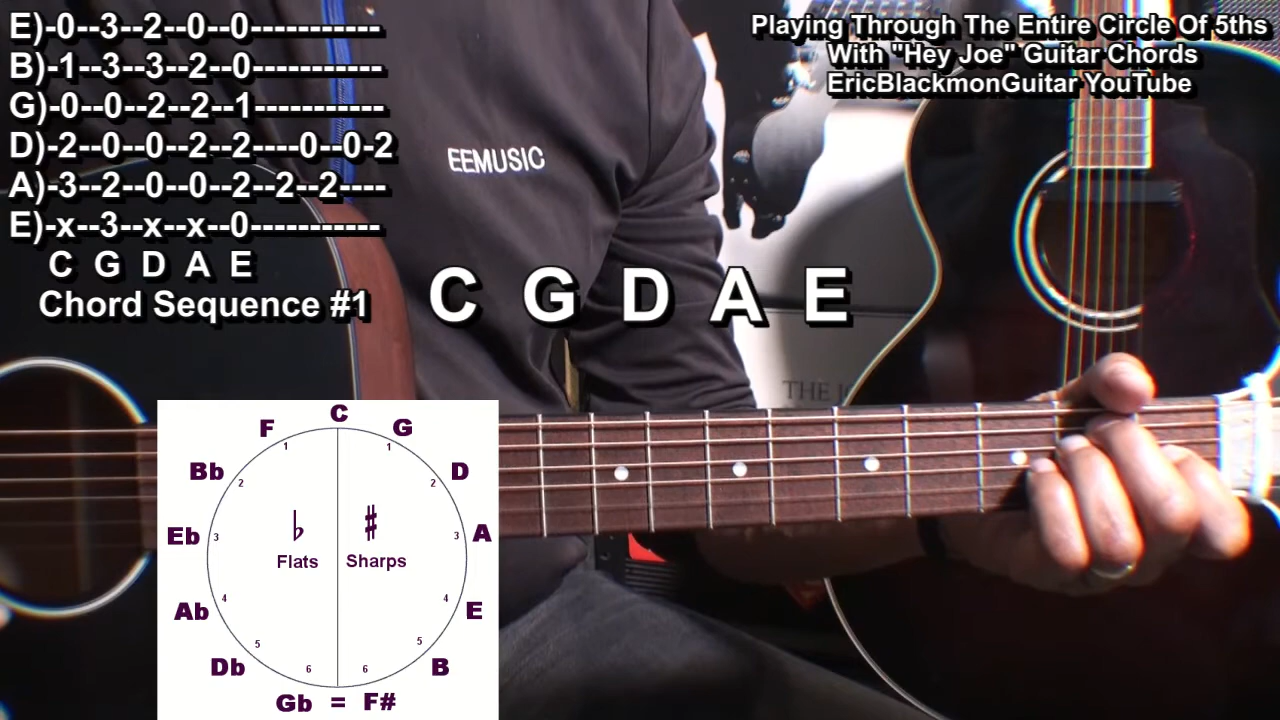 E)-0--3--2--0--0-----------
B)-1--3--3--2--0-----------
G)-0--0--2--2--1-----------
D)-2--0--0--2--2----0--0-2
A)-3--2--0--0--2--2--2----
E)-x--3--x--x--0-----------
C G D A E
Chord Sequence #1
Playing Through The Entire Circle Of 5ths
With "Hey Joe" Guitar Chords
EricBlackmonGuitar YouTube
EEMUSIC
C G D A E
THE
C
F G
1 1
Bb D
2 2
Eb 3 ♭ ♯ 3 A
Flats Sharps
4 4
Ab E
5 5
Db 6 6 B
Gb = F#